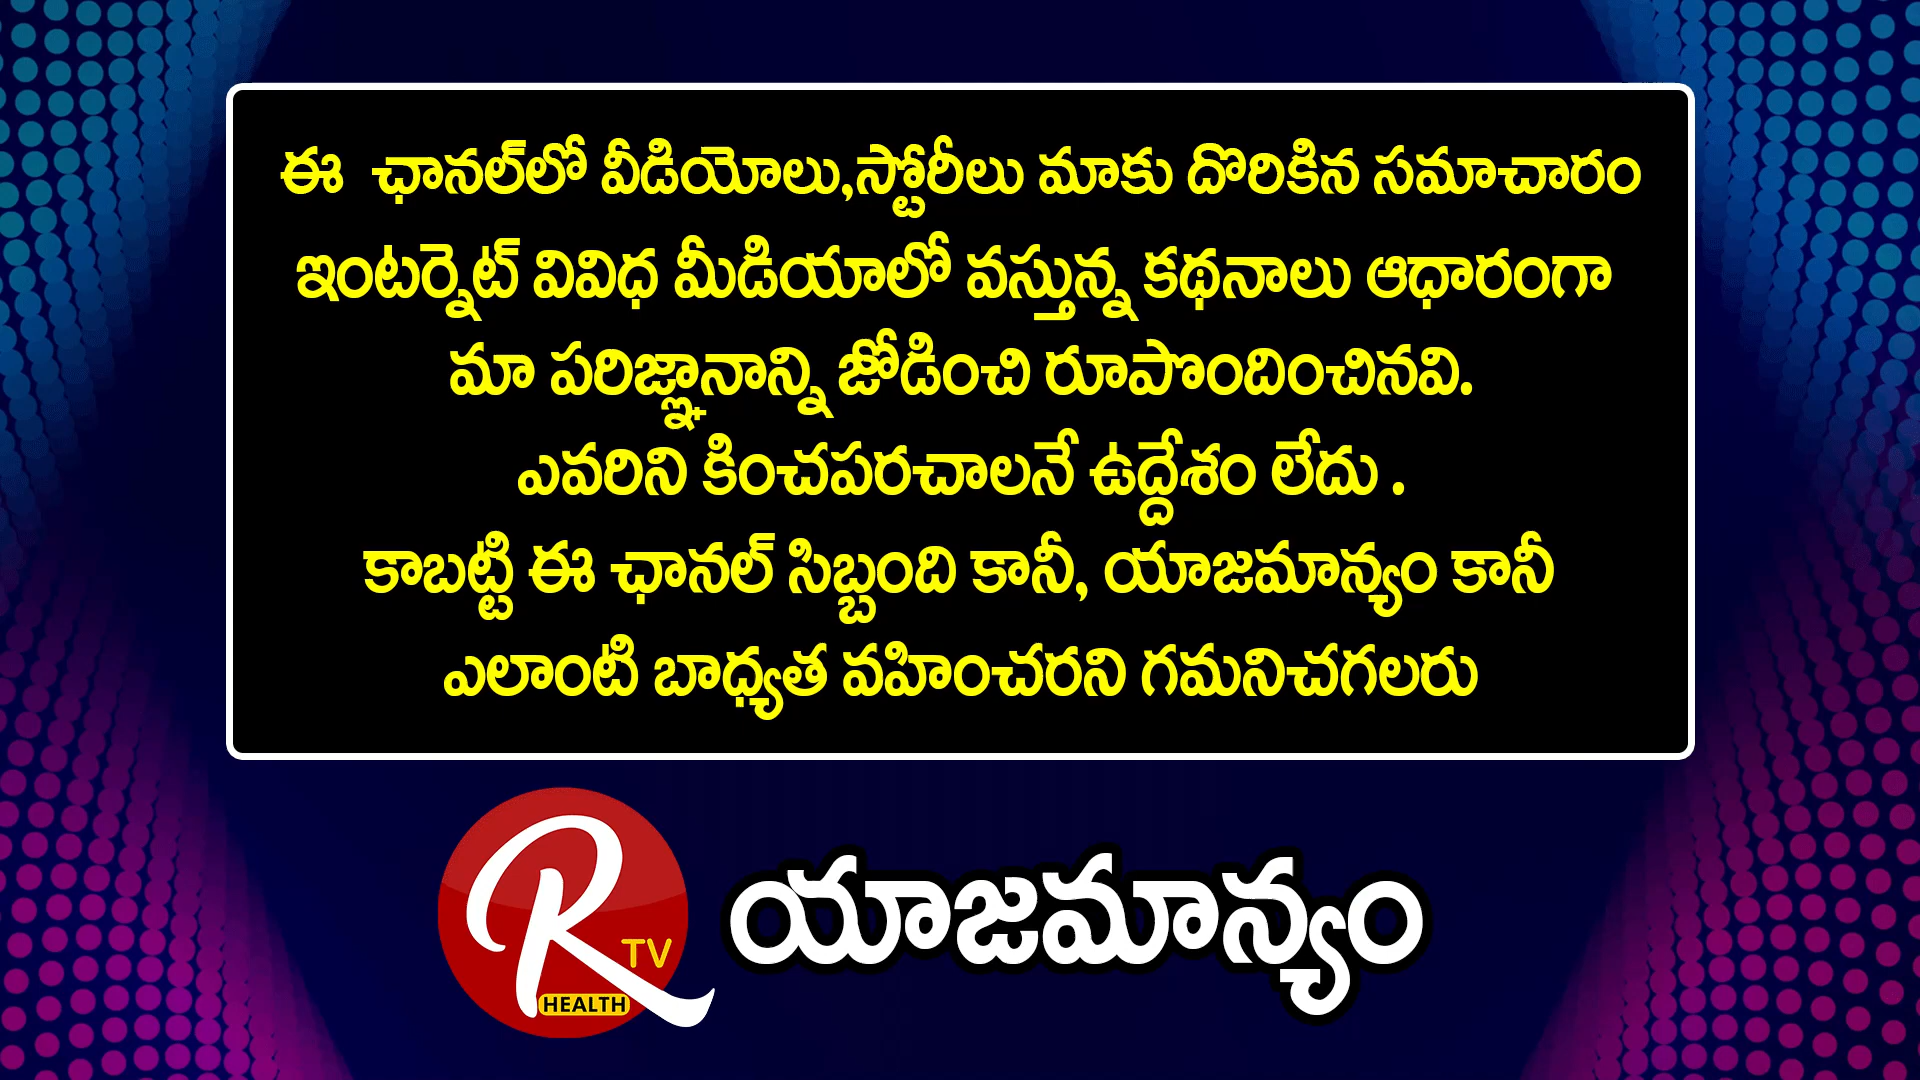 ఈ ఛానల్‌లో వీడియోలు,స్టోరీలు మాకు దొరికిన సమాచారం
ఇంటర్నెట్ వివిధ మీడియాలో వస్తున్న కథనాలు ఆధారంగా
మా పరిజ్ఞానాన్ని జోడించి రూపొందించినవి.
ఎవరిని కించపరచాలనే ఉద్దేశం లేదు .
కాబట్టి ఈ ఛానల్ సిబ్బంది కానీ, యాజమాన్యం కానీ
ఎలాంటి బాధ్యత వహించరని గమనిచగలరు
R TV
HEALTH
యాజమాన్యం